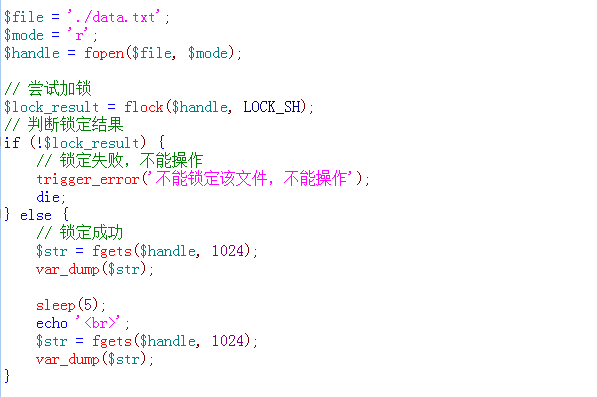 $file = './data.txt';
$mode = 'r';
$handle = fopen($file, $mode);
// 尝试加锁
$lock_result = flock($handle, LOCK_SH);
// 判断锁定结果
if (!$lock_result) {
    // 锁定失败，不能操作
    trigger_error('不能锁定该文件，不能操作');
    die;
} else {
    // 锁定成功
    $str = fgets($handle, 1024);
    var_dump($str);
    sleep(5);
    echo '<br>';
    $str = fgets($handle, 1024);
    var_dump($str);
}